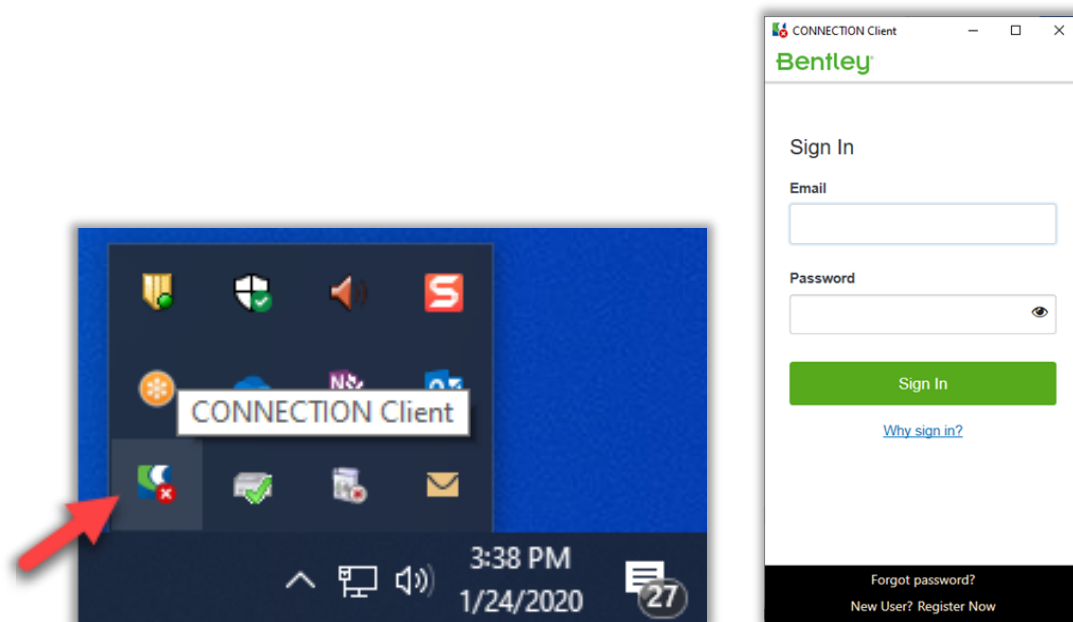 CONNECTION Client
3:38 PM
1/24/2020
27
CONNECTION Client
Bentley
Sign In
Email
Password
Sign In
Why sign in?
Forgot password?
New User? Register Now